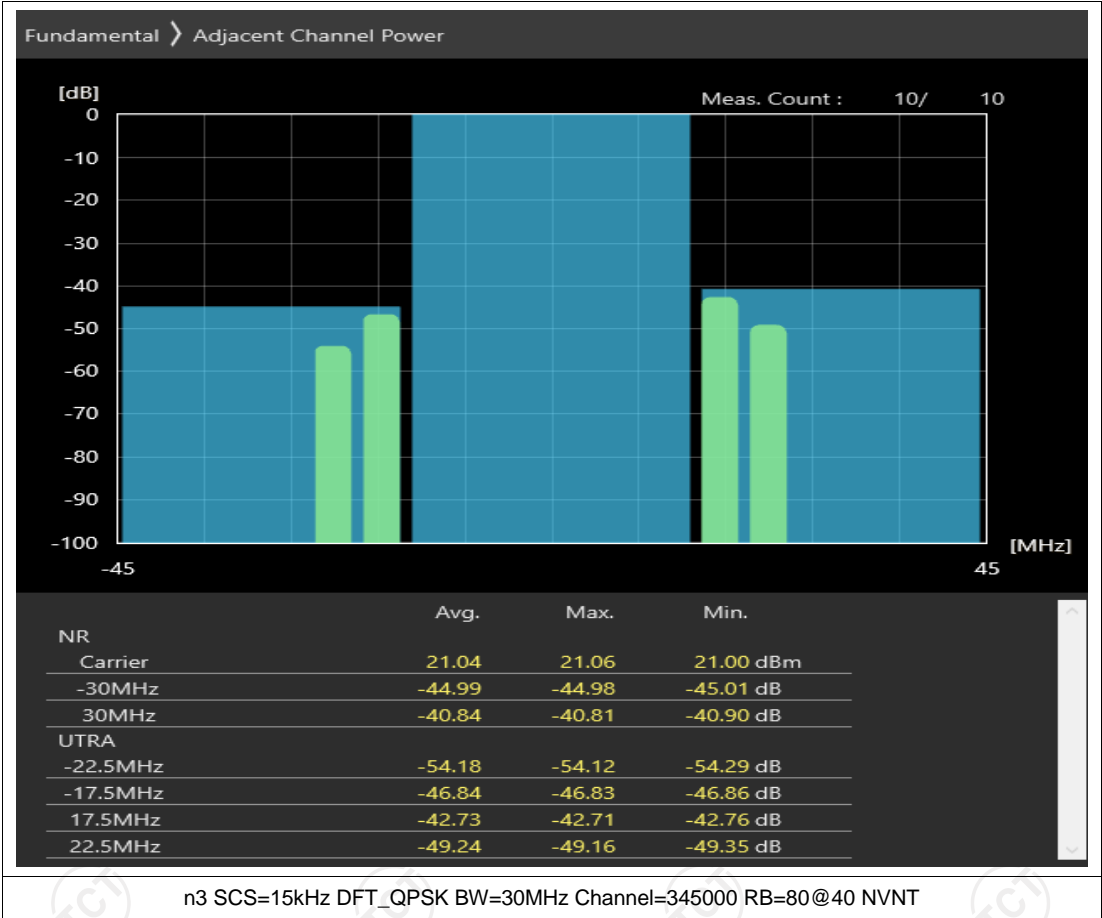 Fundamental ❯ Adjacent Channel Power
[dB]
Meas. Count : 10/ 10
0
-10
-20
-30
-40
-50
-60
-70
-80
-90
-100
[MHz]
-45 45
Avg. Max. Min.
NR
Carrier 21.04 21.06 21.00 dBm
-30MHz -44.99 -44.98 -45.01 dB
30MHz -40.84 -40.81 -40.90 dB
UTRA
-22.5MHz -54.18 -54.12 -54.29 dB
-17.5MHz -46.84 -46.83 -46.86 dB
17.5MHz -42.73 -42.71 -42.76 dB
22.5MHz -49.24 -49.16 -49.35 dB
n3 SCS=15kHz DFT_QPSK BW=30MHz Channel=345000 RB=80@40 NVNT
TCT TCT TCT TCT